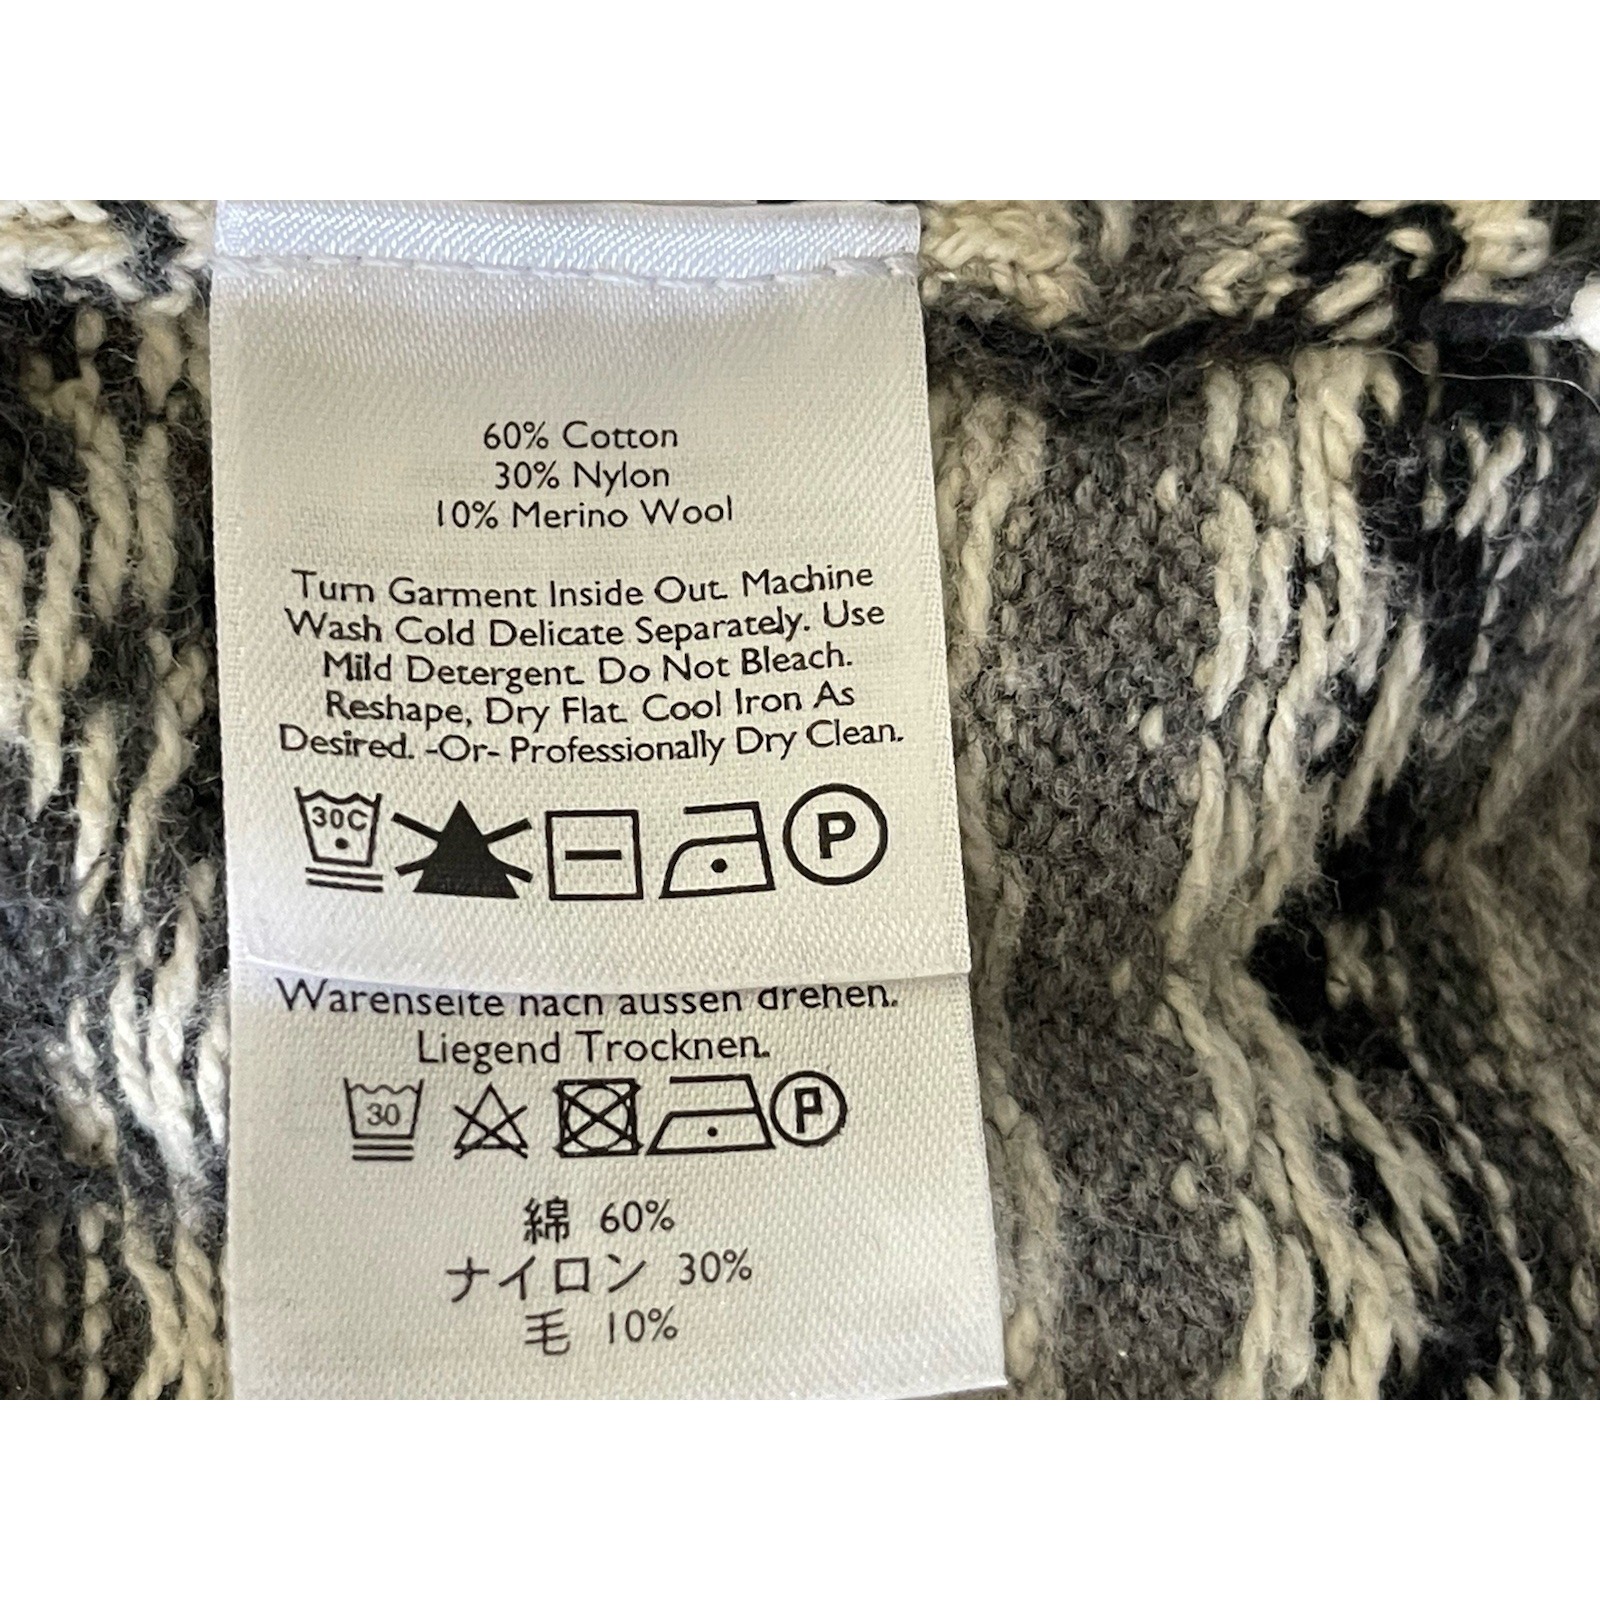 60% Cotton
30% Nylon
10% Merino Wool
Turn Garment Inside Out. Machine
Wash Cold Delicate Separately. Use
Mild Detergent. Do Not Bleach.
Reshape, Dry Flat. Cool Iron As
Desired. -Or- Professionally Dry Clean.
30C
P
Warenseite nach aussen drehen.
Liegend Trocknen.
30
P
綿 60%
ナイロン 30%
毛 10%